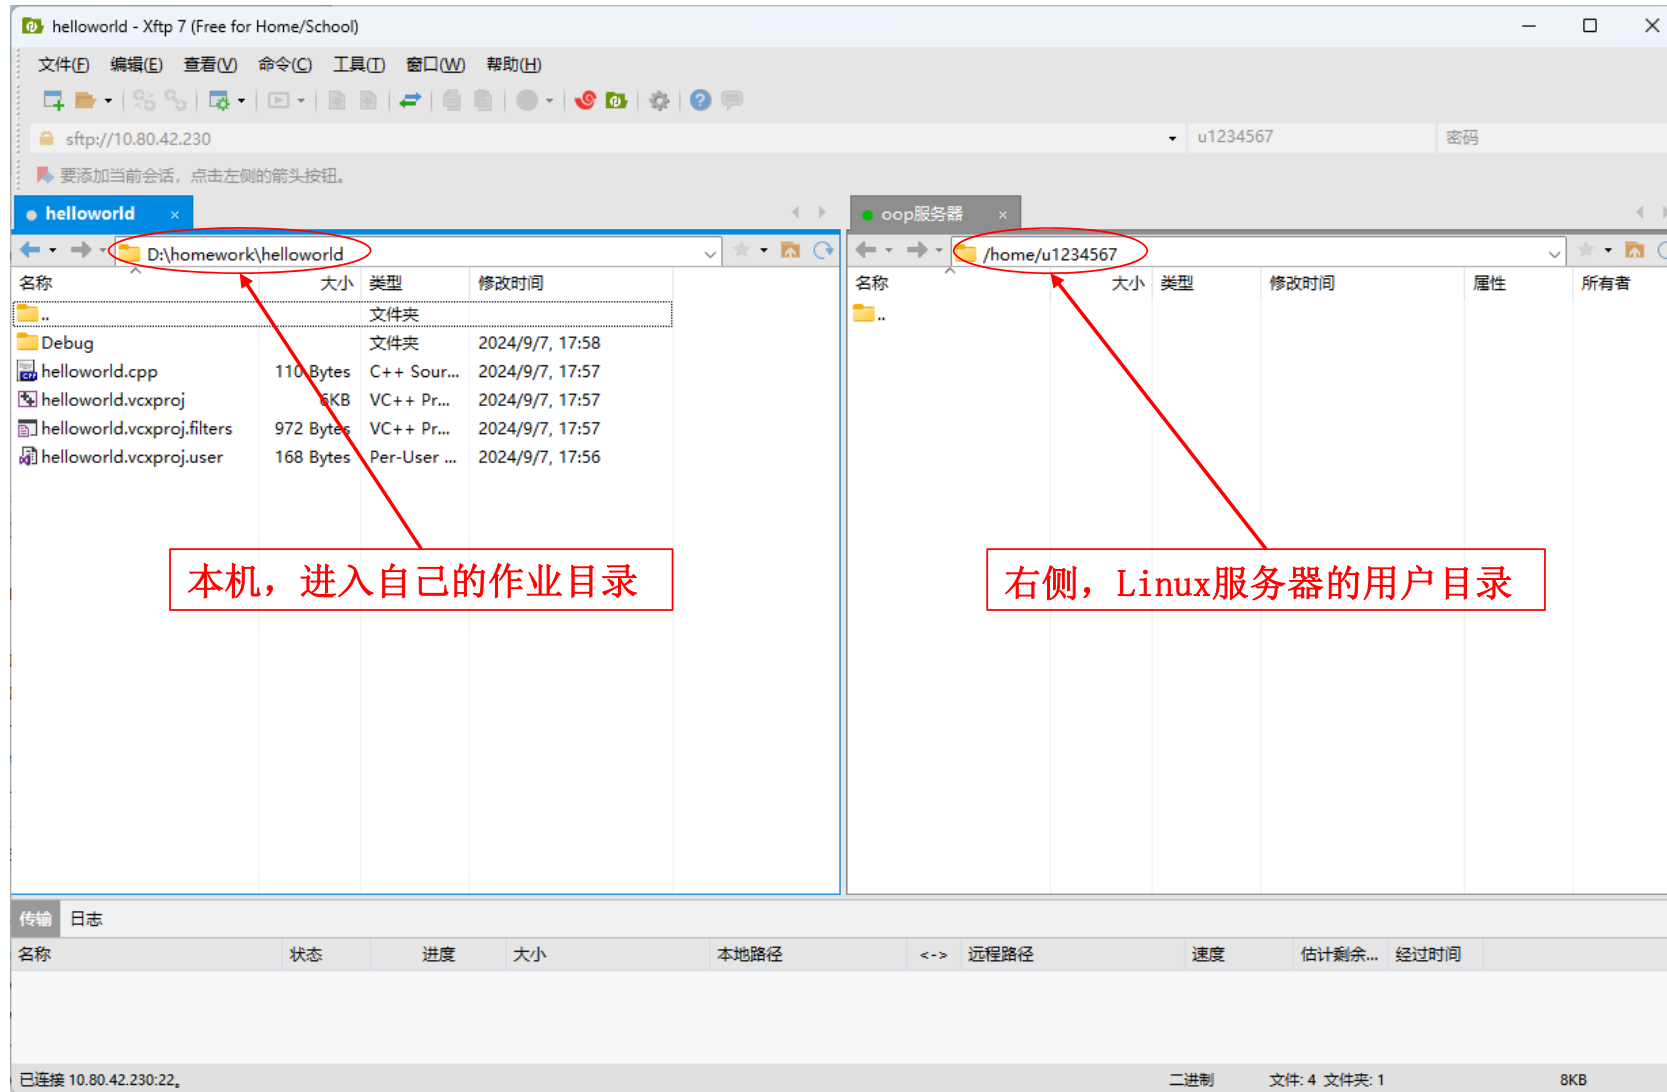 helloworld - Xftp 7 (Free for Home/School)
文件(F) 编辑(E) 查看(V) 命令(C) 工具(T) 窗口(W) 帮助(H)
sftp://10.80.42.230 u1234567 密码
要添加当前会话，点击左侧的箭头按钮。
helloworld × oop服务器 ×
D:\homework\helloworld /home/u1234567
名称 大小 类型 修改时间 名称 大小 类型 修改时间 属性 所有者
.. 文件夹 ..
Debug 文件夹 2024/9/7, 17:58
helloworld.cpp 110 Bytes C++ Sour... 2024/9/7, 17:57
helloworld.vcxproj 6KB VC++ Pr... 2024/9/7, 17:57
helloworld.vcxproj.filters 972 Bytes VC++ Pr... 2024/9/7, 17:57
helloworld.vcxproj.user 168 Bytes Per-User ... 2024/9/7, 17:56
本机，进入自己的作业目录 右侧，Linux服务器的用户目录
传输 日志
名称 状态 进度 大小 本地路径 <-> 远程路径 速度 估计剩余... 经过时间
已连接 10.80.42.230:22。 二进制 文件: 4 文件夹: 1 8KB